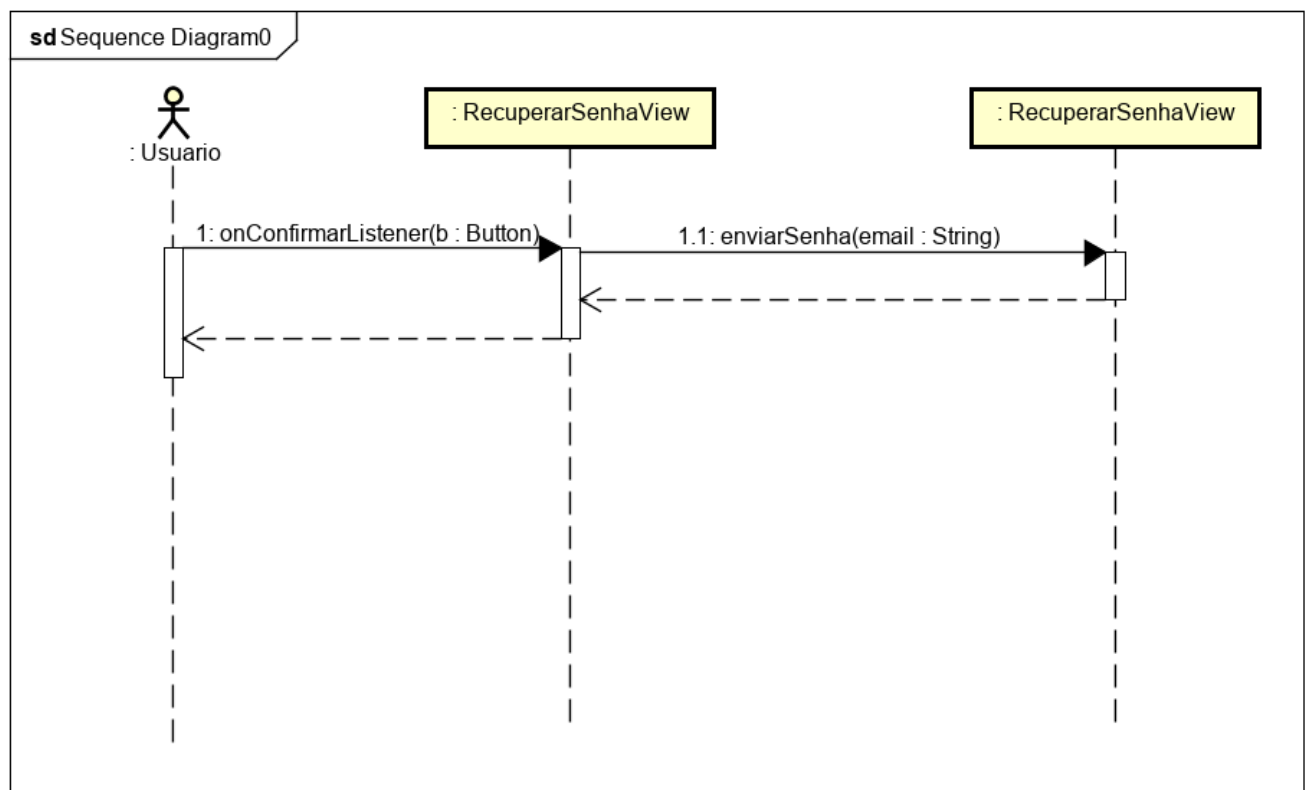 sd Sequence Diagram0
: Usuario
: RecuperarSenhaView
: RecuperarSenhaView
1: onConfirmarListener(b : Button)
1.1: enviarSenha(email : String)